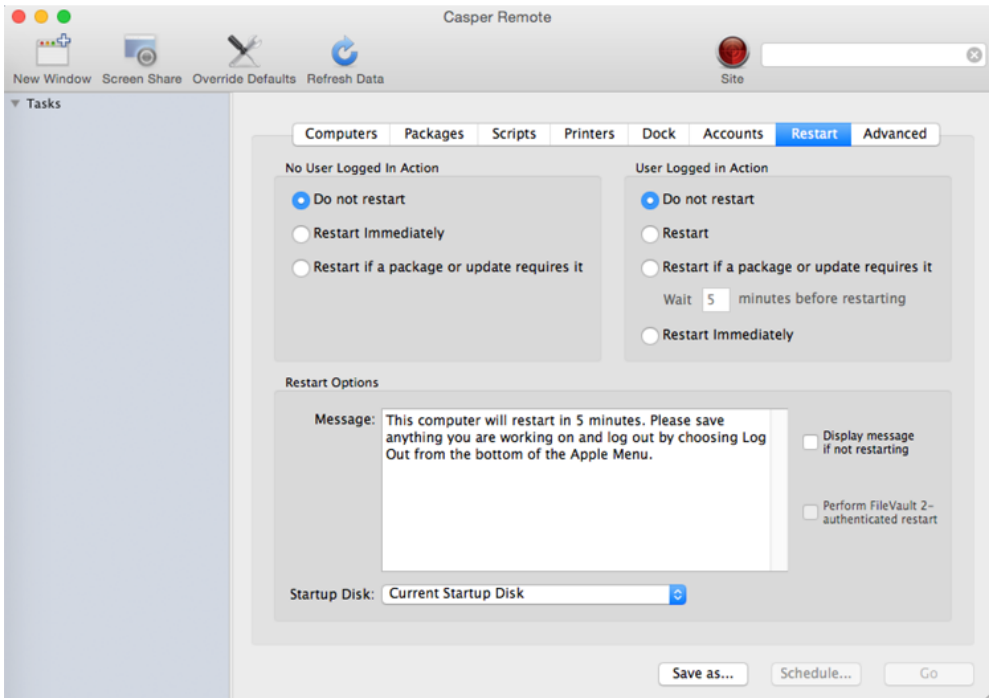 Casper Remote
New Window Screen Share Override Defaults Refresh Data Site
Tasks
Computers Packages Scripts Printers Dock Accounts Restart Advanced
No User Logged In Action
Do not restart
Restart Immediately
Restart if a package or update requires it
User Logged in Action
Do not restart
Restart
Restart if a package or update requires it
Wait 5 minutes before restarting
Restart Immediately
Restart Options
Message: This computer will restart in 5 minutes. Please save
anything you are working on and log out by choosing Log
Out from the bottom of the Apple Menu.
Display message
if not restarting
Perform FileVault 2-
authenticated restart
Startup Disk: Current Startup Disk
Save as... Schedule... Go